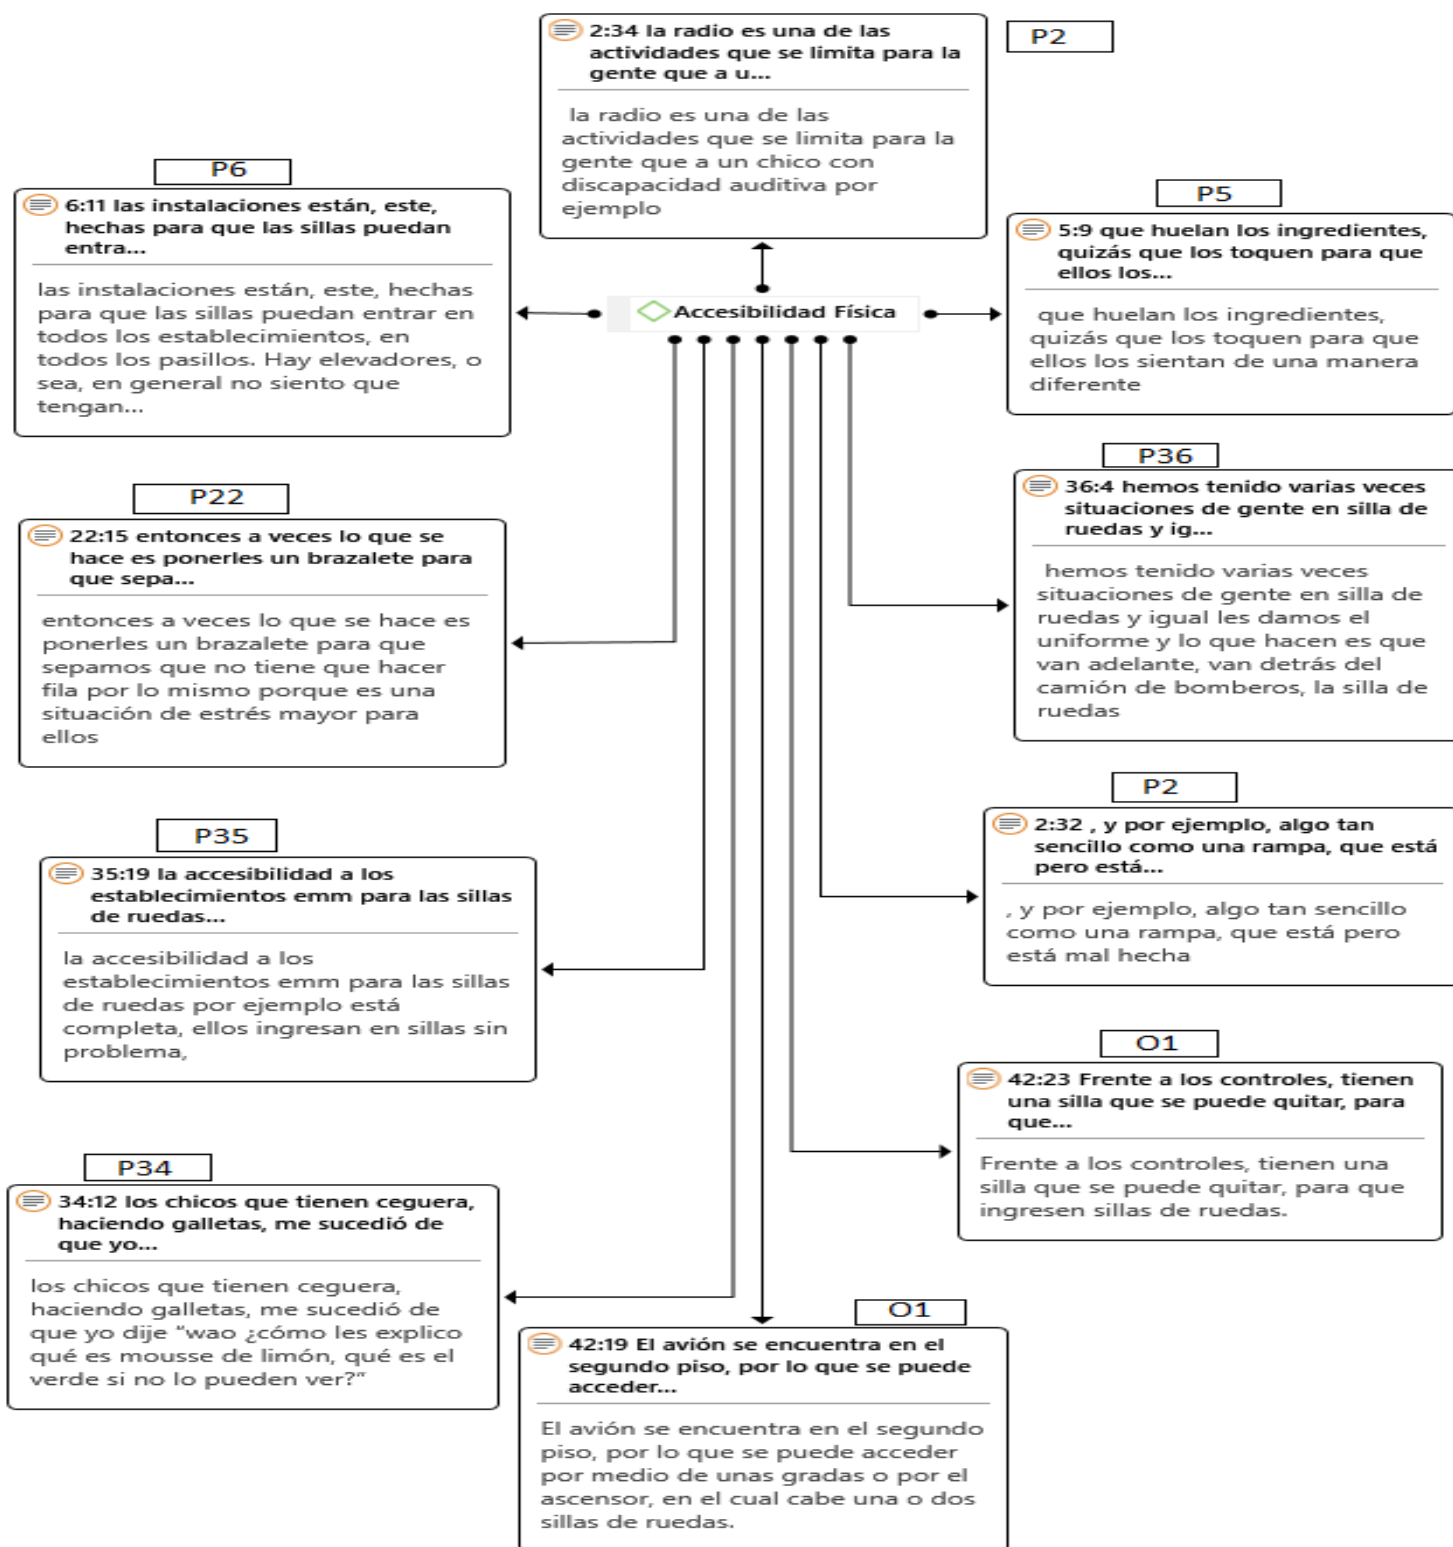 P2
2:34 la radio es una de las
actividades que se limita para la
gente que a u...
la radio es una de las
actividades que se limita para la
gente que a un chico con
discapacidad auditiva por
ejemplo
P6
6:11 las instalaciones están, este,
hechas para que las sillas puedan
entra...
las instalaciones están, este, hechas
para que las sillas puedan entrar en
todos los establecimientos, en
todos los pasillos. Hay elevadores, o
sea, en general no siento que
tengan...
P5
5:9 que huelan los ingredientes,
quizás que los toquen para que
ellos los...
que huelan los ingredientes,
quizás que los toquen para que
ellos los sientan de una manera
diferente
Accesibilidad Física
P22
22:15 entonces a veces lo que se
hace es ponerles un brazalete para
que sepa...
entonces a veces lo que se hace es
ponerles un brazalete para que
sepamos que no tiene que hacer
fila por lo mismo porque es una
situación de estrés mayor para
ellos
P36
36:4 hemos tenido varias veces
situaciones de gente en silla de
ruedas y ig...
hemos tenido varias veces
situaciones de gente en silla de
ruedas y igual les damos el
uniforme y lo que hacen es que
van adelante, van detrás del
camión de bomberos, la silla de
ruedas
P35
35:19 la accesibilidad a los
establecimientos emm para las sillas
de ruedas...
la accesibilidad a los
establecimientos emm para las sillas
de ruedas por ejemplo está
completa, ellos ingresan en sillas sin
problema,
P2
2:32 , y por ejemplo, algo tan
sencillo como una rampa, que está
pero está...
, y por ejemplo, algo tan sencillo
como una rampa, que está pero
está mal hecha
O1
42:23 Frente a los controles, tienen
una silla que se puede quitar, para
que...
Frente a los controles, tienen una
silla que se puede quitar, para que
ingresen sillas de ruedas.
P34
34:12 los chicos que tienen ceguera,
haciendo galletas, me sucedió de
que yo...
los chicos que tienen ceguera,
haciendo galletas, me sucedió de
que yo dije "wao ¿cómo les explico
qué es mousse de limón, qué es el
verde si no lo pueden ver?"
O1
42:19 El avión se encuentra en el
segundo piso, por lo que se puede
acceder...
El avión se encuentra en el segundo
piso, por lo que se puede acceder
por medio de unas gradas o por el
ascensor, en el cual cabe una o dos
sillas de ruedas.